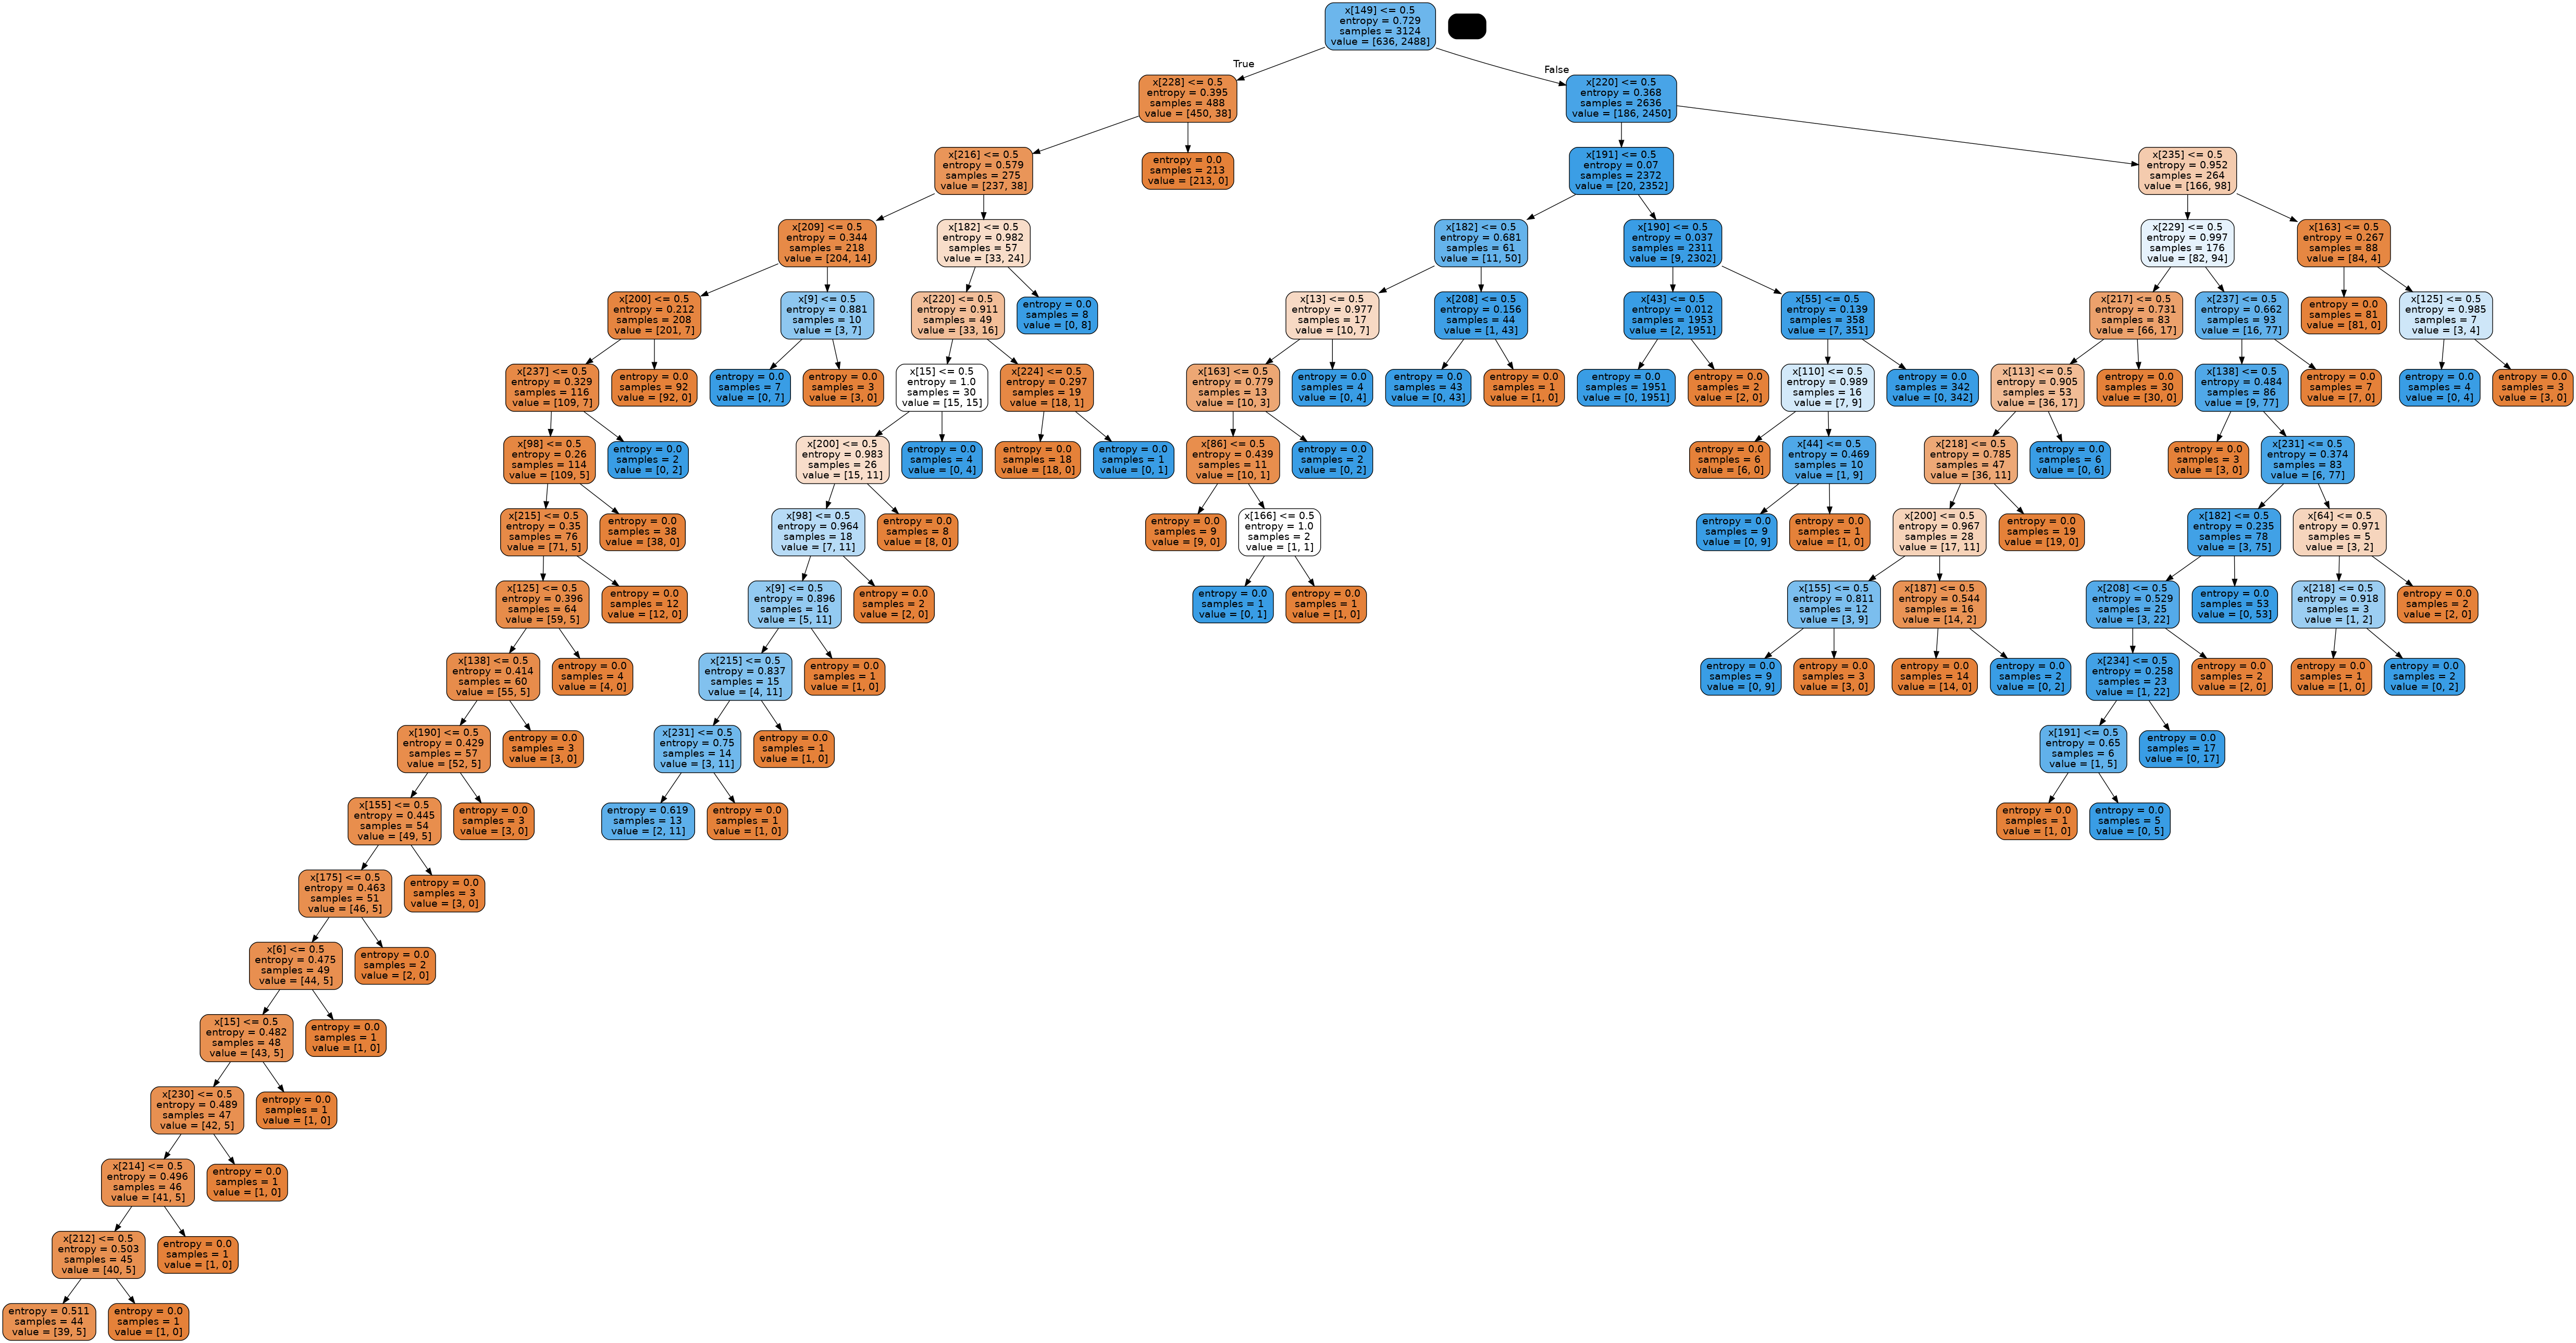 x[149] <= 0.5
entropy = 0.729
samples = 3124
value = [636, 2488]
True
False
x[228] <= 0.5
entropy = 0.395
samples = 488
value = [450, 38]
x[220] <= 0.5
entropy = 0.368
samples = 2636
value = [186, 2450]
x[216] <= 0.5
entropy = 0.579
samples = 275
value = [237, 38]
entropy = 0.0
samples = 213
value = [213, 0]
x[191] <= 0.5
entropy = 0.07
samples = 2372
value = [20, 2352]
x[235] <= 0.5
entropy = 0.952
samples = 264
value = [166, 98]
x[209] <= 0.5
entropy = 0.344
samples = 218
value = [204, 14]
x[182] <= 0.5
entropy = 0.982
samples = 57
value = [33, 24]
x[182] <= 0.5
entropy = 0.681
samples = 61
value = [11, 50]
x[190] <= 0.5
entropy = 0.037
samples = 2311
value = [9, 2302]
x[229] <= 0.5
entropy = 0.997
samples = 176
value = [82, 94]
x[163] <= 0.5
entropy = 0.267
samples = 88
value = [84, 4]
x[200] <= 0.5
entropy = 0.212
samples = 208
value = [201, 7]
x[9] <= 0.5
entropy = 0.881
samples = 10
value = [3, 7]
x[220] <= 0.5
entropy = 0.911
samples = 49
value = [33, 16]
entropy = 0.0
samples = 8
value = [0, 8]
x[13] <= 0.5
entropy = 0.977
samples = 17
value = [10, 7]
x[208] <= 0.5
entropy = 0.156
samples = 44
value = [1, 43]
x[43] <= 0.5
entropy = 0.012
samples = 1953
value = [2, 1951]
x[55] <= 0.5
entropy = 0.139
samples = 358
value = [7, 351]
x[217] <= 0.5
entropy = 0.731
samples = 83
value = [66, 17]
x[237] <= 0.5
entropy = 0.662
samples = 93
value = [16, 77]
entropy = 0.0
samples = 81
value = [81, 0]
x[125] <= 0.5
entropy = 0.985
samples = 7
value = [3, 4]
x[237] <= 0.5
entropy = 0.329
samples = 116
value = [109, 7]
entropy = 0.0
samples = 92
value = [92, 0]
entropy = 0.0
samples = 7
value = [0, 7]
entropy = 0.0
samples = 3
value = [3, 0]
x[15] <= 0.5
entropy = 1.0
samples = 30
value = [15, 15]
x[224] <= 0.5
entropy = 0.297
samples = 19
value = [18, 1]
x[163] <= 0.5
entropy = 0.779
samples = 13
value = [10, 3]
entropy = 0.0
samples = 4
value = [0, 4]
entropy = 0.0
samples = 43
value = [0, 43]
entropy = 0.0
samples = 1
value = [1, 0]
entropy = 0.0
samples = 1951
value = [0, 1951]
entropy = 0.0
samples = 2
value = [2, 0]
x[110] <= 0.5
entropy = 0.989
samples = 16
value = [7, 9]
entropy = 0.0
samples = 342
value = [0, 342]
x[113] <= 0.5
entropy = 0.905
samples = 53
value = [36, 17]
entropy = 0.0
samples = 30
value = [30, 0]
x[138] <= 0.5
entropy = 0.484
samples = 86
value = [9, 77]
entropy = 0.0
samples = 7
value = [7, 0]
entropy = 0.0
samples = 4
value = [0, 4]
entropy = 0.0
samples = 3
value = [3, 0]
x[98] <= 0.5
entropy = 0.26
samples = 114
value = [109, 5]
entropy = 0.0
samples = 2
value = [0, 2]
x[200] <= 0.5
entropy = 0.983
samples = 26
value = [15, 11]
entropy = 0.0
samples = 4
value = [0, 4]
entropy = 0.0
samples = 18
value = [18, 0]
entropy = 0.0
samples = 1
value = [0, 1]
x[86] <= 0.5
entropy = 0.439
samples = 11
value = [10, 1]
entropy = 0.0
samples = 2
value = [0, 2]
entropy = 0.0
samples = 6
value = [6, 0]
x[44] <= 0.5
entropy = 0.469
samples = 10
value = [1, 9]
x[218] <= 0.5
entropy = 0.785
samples = 47
value = [36, 11]
entropy = 0.0
samples = 6
value = [0, 6]
entropy = 0.0
samples = 3
value = [3, 0]
x[231] <= 0.5
entropy = 0.374
samples = 83
value = [6, 77]
x[215] <= 0.5
entropy = 0.35
samples = 76
value = [71, 5]
entropy = 0.0
samples = 38
value = [38, 0]
x[98] <= 0.5
entropy = 0.964
samples = 18
value = [7, 11]
entropy = 0.0
samples = 8
value = [8, 0]
entropy = 0.0
samples = 9
value = [9, 0]
x[166] <= 0.5
entropy = 1.0
samples = 2
value = [1, 1]
entropy = 0.0
samples = 9
value = [0, 9]
entropy = 0.0
samples = 1
value = [1, 0]
x[200] <= 0.5
entropy = 0.967
samples = 28
value = [17, 11]
entropy = 0.0
samples = 19
value = [19, 0]
x[182] <= 0.5
entropy = 0.235
samples = 78
value = [3, 75]
x[64] <= 0.5
entropy = 0.971
samples = 5
value = [3, 2]
x[125] <= 0.5
entropy = 0.396
samples = 64
value = [59, 5]
entropy = 0.0
samples = 12
value = [12, 0]
x[9] <= 0.5
entropy = 0.896
samples = 16
value = [5, 11]
entropy = 0.0
samples = 2
value = [2, 0]
entropy = 0.0
samples = 1
value = [0, 1]
entropy = 0.0
samples = 1
value = [1, 0]
x[155] <= 0.5
entropy = 0.811
samples = 12
value = [3, 9]
x[187] <= 0.5
entropy = 0.544
samples = 16
value = [14, 2]
x[208] <= 0.5
entropy = 0.529
samples = 25
value = [3, 22]
entropy = 0.0
samples = 53
value = [0, 53]
x[218] <= 0.5
entropy = 0.918
samples = 3
value = [1, 2]
entropy = 0.0
samples = 2
value = [2, 0]
x[138] <= 0.5
entropy = 0.414
samples = 60
value = [55, 5]
entropy = 0.0
samples = 4
value = [4, 0]
x[215] <= 0.5
entropy = 0.837
samples = 15
value = [4, 11]
entropy = 0.0
samples = 1
value = [1, 0]
entropy = 0.0
samples = 9
value = [0, 9]
entropy = 0.0
samples = 3
value = [3, 0]
entropy = 0.0
samples = 14
value = [14, 0]
entropy = 0.0
samples = 2
value = [0, 2]
x[234] <= 0.5
entropy = 0.258
samples = 23
value = [1, 22]
entropy = 0.0
samples = 2
value = [2, 0]
entropy = 0.0
samples = 1
value = [1, 0]
entropy = 0.0
samples = 2
value = [0, 2]
x[190] <= 0.5
entropy = 0.429
samples = 57
value = [52, 5]
entropy = 0.0
samples = 3
value = [3, 0]
x[231] <= 0.5
entropy = 0.75
samples = 14
value = [3, 11]
entropy = 0.0
samples = 1
value = [1, 0]
x[191] <= 0.5
entropy = 0.65
samples = 6
value = [1, 5]
entropy = 0.0
samples = 17
value = [0, 17]
x[155] <= 0.5
entropy = 0.445
samples = 54
value = [49, 5]
entropy = 0.0
samples = 3
value = [3, 0]
entropy = 0.619
samples = 13
value = [2, 11]
entropy = 0.0
samples = 1
value = [1, 0]
entropy = 0.0
samples = 1
value = [1, 0]
entropy = 0.0
samples = 5
value = [0, 5]
x[175] <= 0.5
entropy = 0.463
samples = 51
value = [46, 5]
entropy = 0.0
samples = 3
value = [3, 0]
x[6] <= 0.5
entropy = 0.475
samples = 49
value = [44, 5]
entropy = 0.0
samples = 2
value = [2, 0]
x[15] <= 0.5
entropy = 0.482
samples = 48
value = [43, 5]
entropy = 0.0
samples = 1
value = [1, 0]
x[230] <= 0.5
entropy = 0.489
samples = 47
value = [42, 5]
entropy = 0.0
samples = 1
value = [1, 0]
x[214] <= 0.5
entropy = 0.496
samples = 46
value = [41, 5]
entropy = 0.0
samples = 1
value = [1, 0]
x[212] <= 0.5
entropy = 0.503
samples = 45
value = [40, 5]
entropy = 0.0
samples = 1
value = [1, 0]
entropy = 0.511
samples = 44
value = [39, 5]
entropy = 0.0
samples = 1
value = [1, 0]